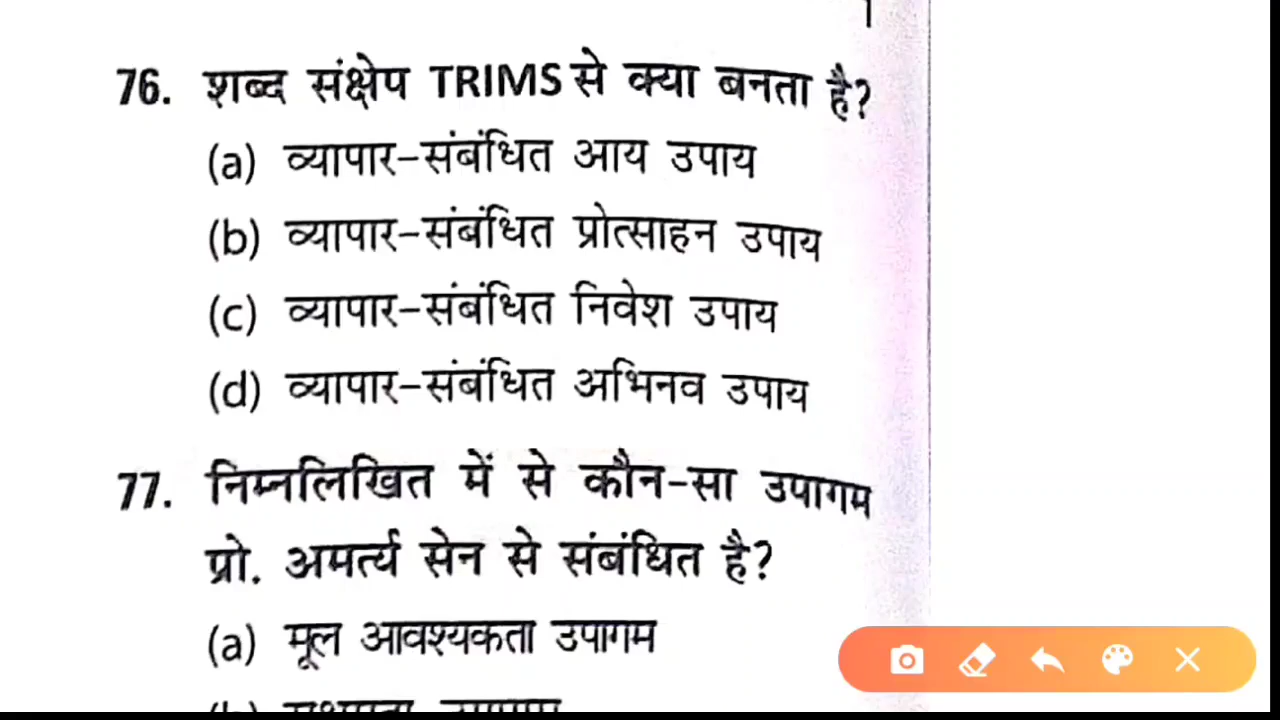 76. शब्द संक्षेप TRIMS से क्या बनता है?
(a) व्यापार-संबंधित आय उपाय
(b) व्यापार-संबंधित प्रोत्साहन उपाय
(c) व्यापार-संबंधित निवेश उपाय
(d) व्यापार-संबंधित अभिनव उपाय
77. निम्नलिखित में से कौन-सा उपागम
प्रो. अमर्त्य सेन से संबंधित है?
(a) मूल आवश्यकता उपागम